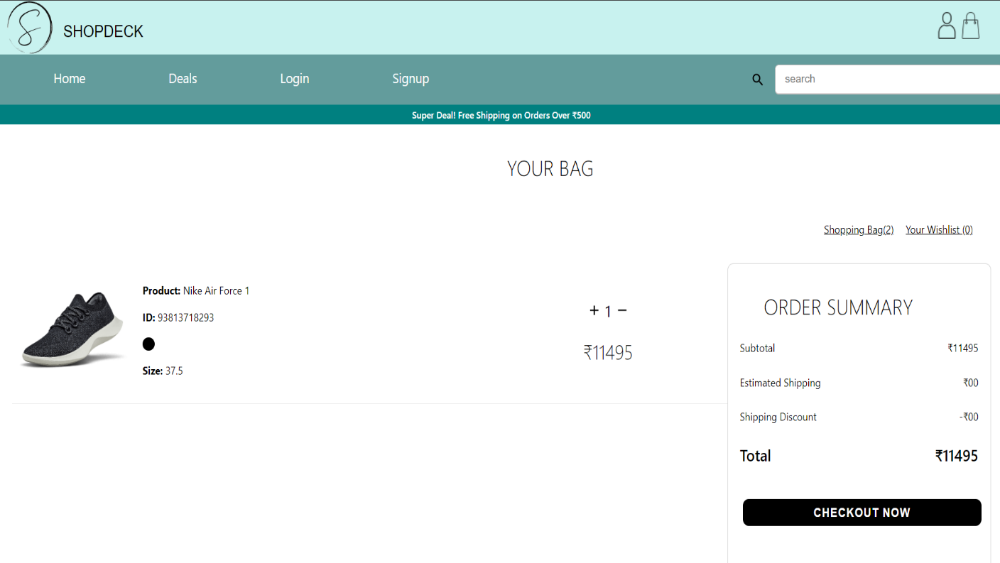 SHOPDECK
Home Deals Login Signup search
Super Deal! Free Shipping on Orders Over ₹500
YOUR BAG
Shopping Bag(2) Your Wishlist (0)
Product: Nike Air Force 1
ID: 93813718293
Size: 37.5
+ 1 −
₹11495
ORDER SUMMARY
Subtotal ₹11495
Estimated Shipping ₹00
Shipping Discount -₹00
Total ₹11495
CHECKOUT NOW